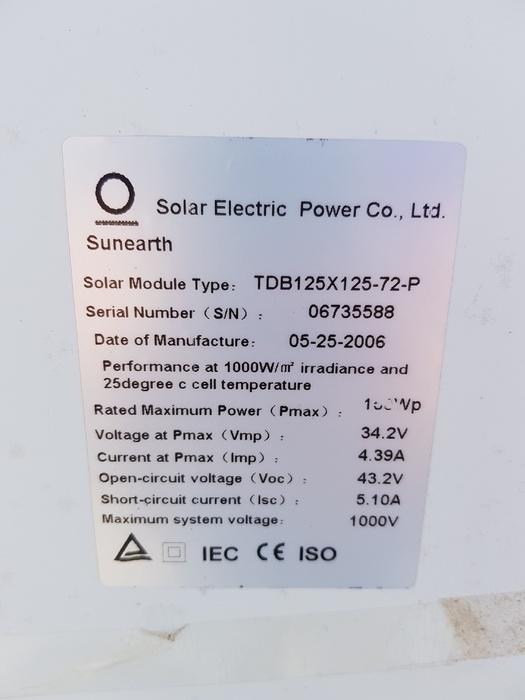 Solar Electric Power Co., Ltd.
Sunearth
Solar Module Type: TDB125X125-72-P
Serial Number (S/N) : 06735588
Date of Manufacture: 05-25-2006
Performance at 1000W/㎡ irradiance and
25degree c cell temperature
Rated Maximum Power (Pmax) :
Voltage at Pmax (Vmp) : 34.2V
Current at Pmax (Imp) : 4.39A
Open-circuit voltage (Voc) : 43.2V
Short-circuit current (Isc) : 5.10A
Maximum system voltage: 1000V
IEC CE ISO